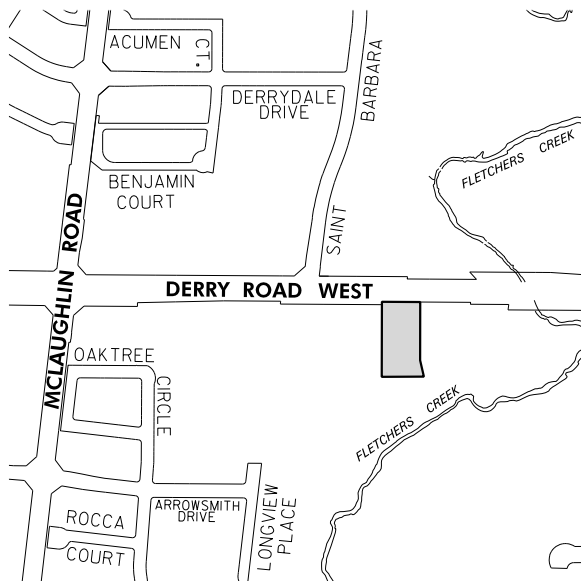 ACUMEN
CT.
BARBARA
DERRYDALE
DRIVE
FLETCHERS CREEK
BENJAMIN
COURT
SAINT
MCLAUGHLIN ROAD
DERRY ROAD WEST
OAKTREE
CIRCLE
FLETCHERS CREEK
ARROWSMITH
DRIVE
LONGVIEW
PLACE
ROCCA
COURT